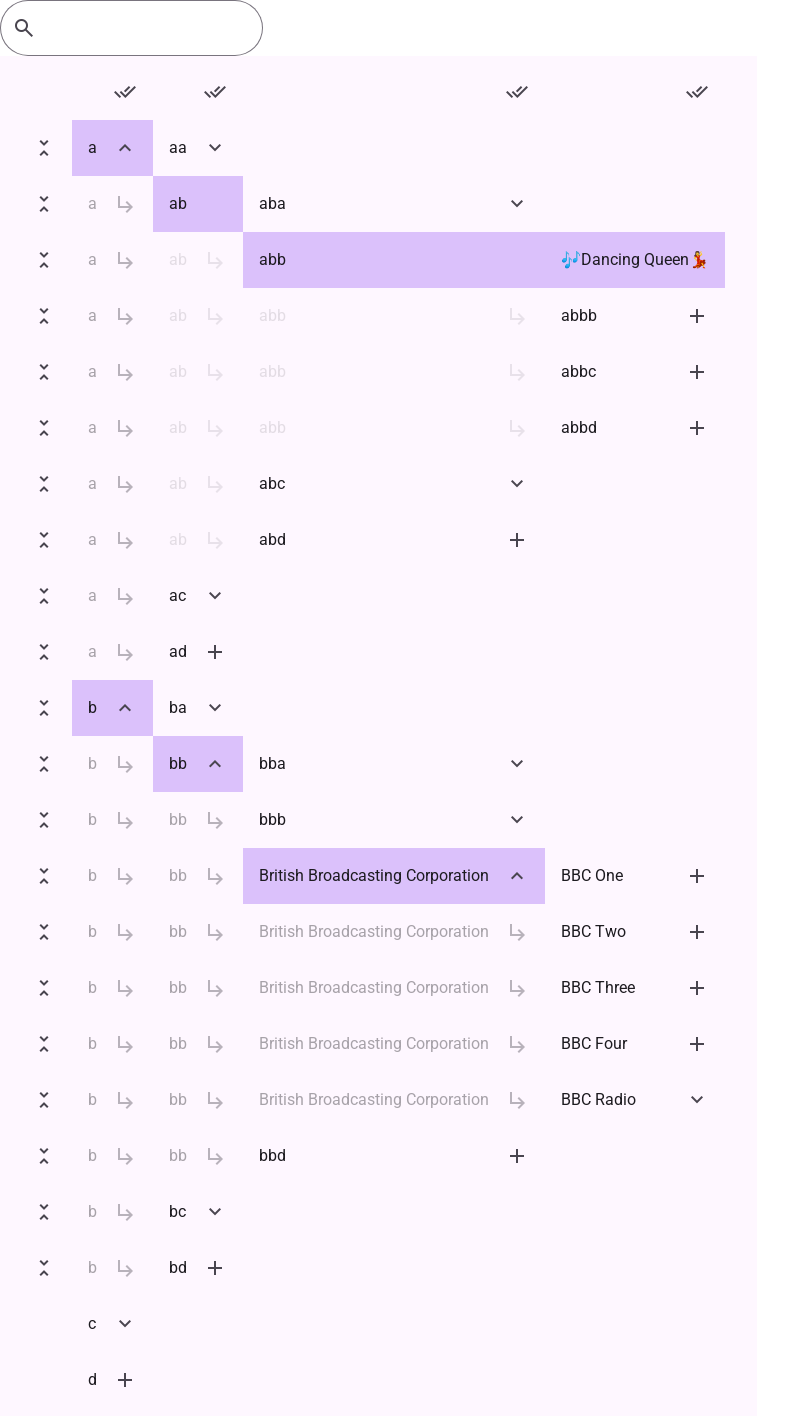 a aa
a ab aba
a ab abb 🎶Dancing Queen💃
a ab abb abbb
a ab abb abbc
a ab abb abbd
a ab abc
a ab abd
a ac
a ad
b ba
b bb bba
b bb bbb
b bb British Broadcasting Corporation BBC One
b bb British Broadcasting Corporation BBC Two
b bb British Broadcasting Corporation BBC Three
b bb British Broadcasting Corporation BBC Four
b bb British Broadcasting Corporation BBC Radio
b bb bbd
b bc
b bd
c
d